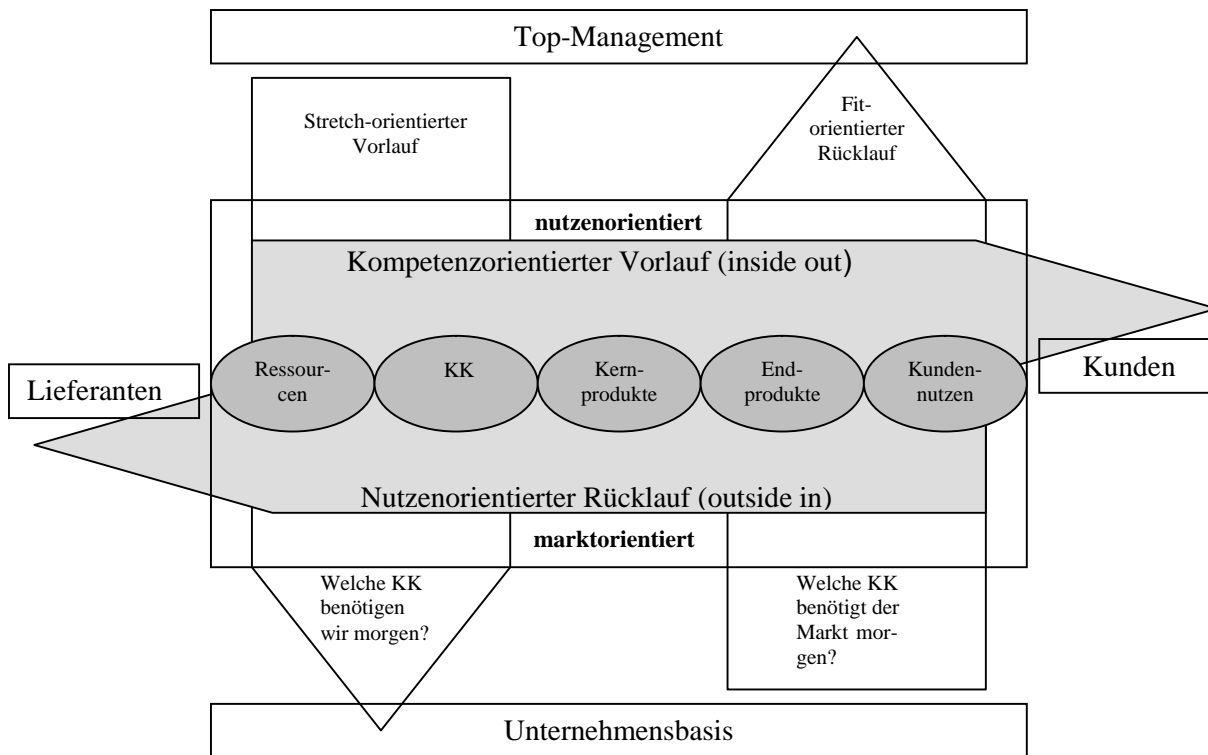 Top-Management
Stretch-orientierter
Vorlauf
Fit-
orientierter
Rücklauf
nutzenorientiert
Kompetenzorientierter Vorlauf (inside out)
Lieferanten
Ressour-
cen
KK
Kern-
produkte
End-
produkte
Kunden-
nutzen
Kunden
Nutzenorientierter Rücklauf (outside in)
marktorientiert
Welche KK
benötigen
wir morgen?
Welche KK
benötigt der
Markt mor-
gen?
Unternehmensbasis